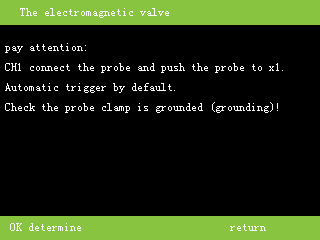 The electromagnetic valve
pay attention:
CH1 connect the probe and push the probe to x1.
Automatic trigger by default.
Check the probe clamp is grounded (grounding)!
OK determine return